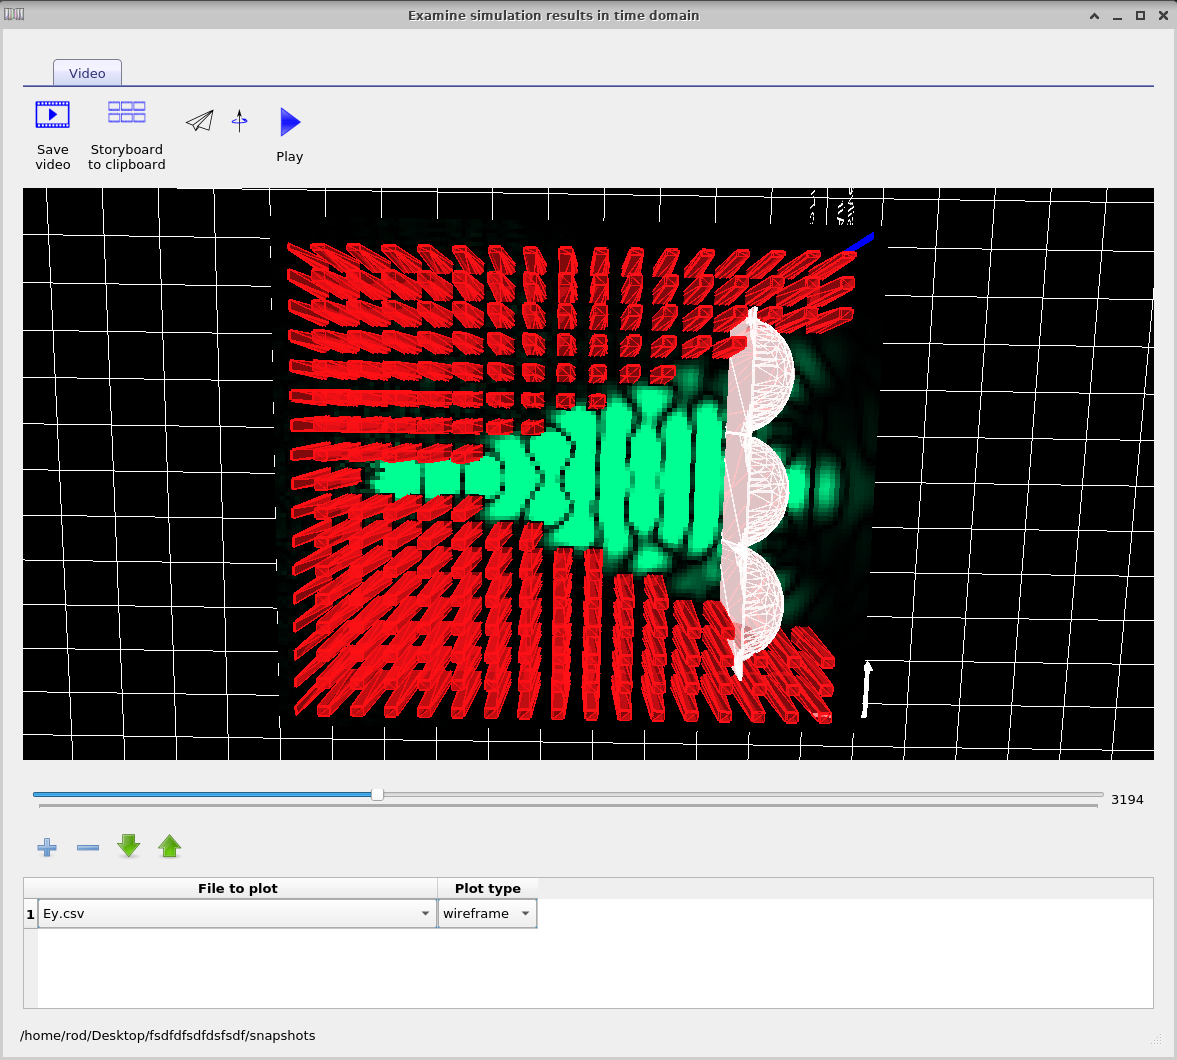 Examine simulation results in time domain
Video
Save
video
Storyboard
to clipboard
Play
3194
File to plot
Plot type
1
Ey.csv
wireframe
/home/rod/Desktop/fsdfdfsdfdsfsdf/snapshots